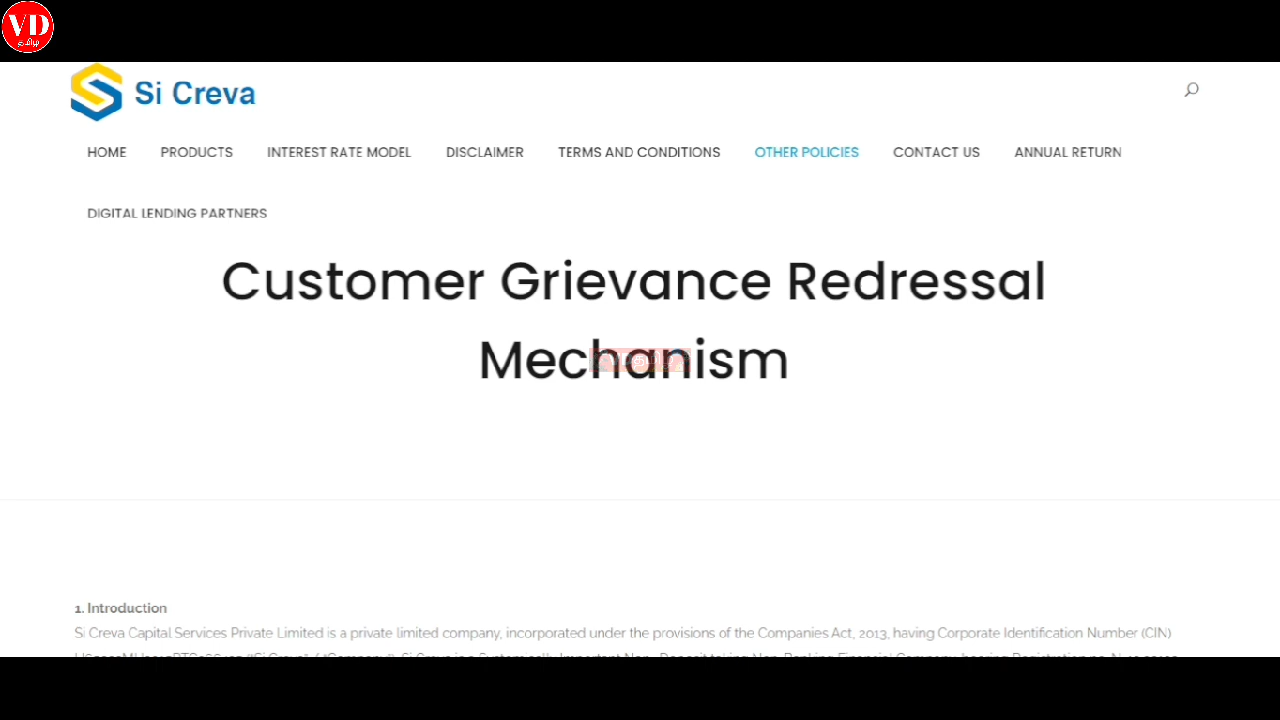 VD
தமிழ்
Si Creva
HOME PRODUCTS INTEREST RATE MODEL DISCLAIMER TERMS AND CONDITIONS OTHER POLICIES CONTACT US ANNUAL RETURN
DIGITAL LENDING PARTNERS
Customer Grievance Redressal
Mechanism
1. Introduction
Si Creva Capital Services Private Limited is a private limited company, incorporated under the provisions of the Companies Act, 2013, having Corporate Identification Number (CIN)